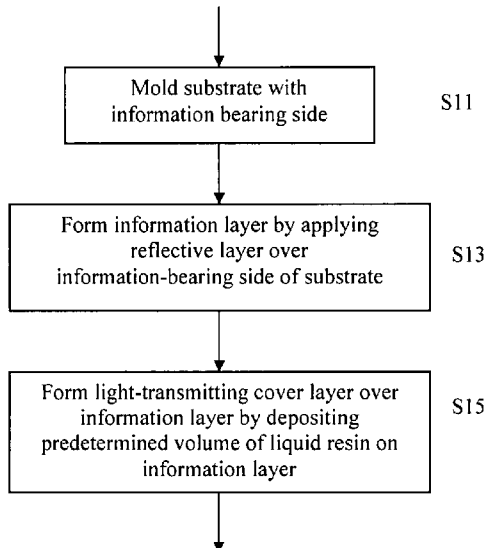 Mold substrate with
information bearing side
S11
Form information layer by applying
reflective layer over
information-bearing side of substrate
S13
Form light-transmitting cover layer over
information layer by depositing
predetermined volume of liquid resin on
information layer
S15